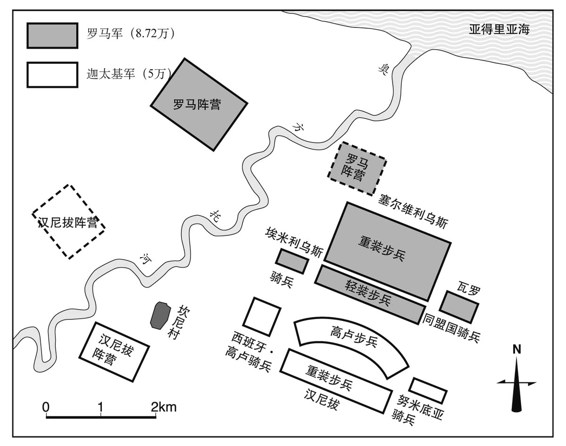 罗马军（8.72万）
迦太基军（5万）
亚得里亚海
奥
方
托
河
罗马阵营
罗马
阵营
塞尔维利乌斯
汉尼拔阵营
重装步兵
埃米利乌斯
骑兵
轻装步兵
瓦罗
同盟国骑兵
坎尼村
汉尼拔
阵营
西班牙·
高卢骑兵
高卢步兵
重装步兵
汉尼拔
努米底亚
骑兵
N
0 1 2km